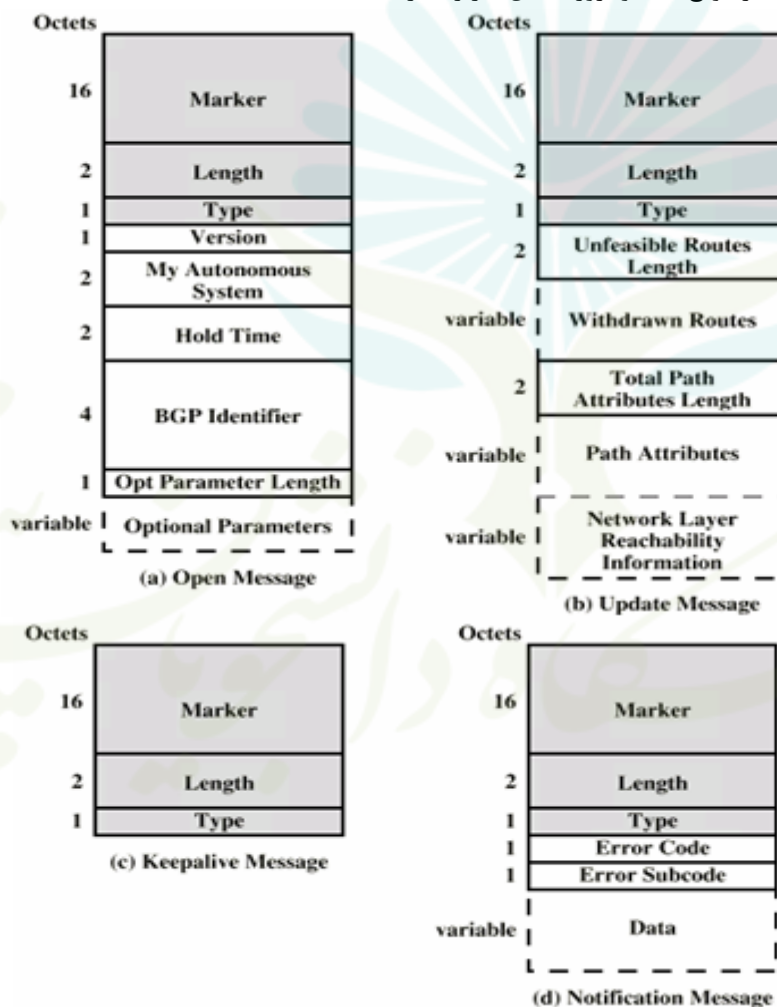 Octets
16
Marker
2
Length
1
Type
1
Version
2
My Autonomous
System
2
Hold Time
4
BGP Identifier
1
Opt Parameter Length
variable
Optional Parameters
(a) Open Message
Octets
16
Marker
2
Length
1
Type
2
Unfeasible Routes
Length
variable
Withdrawn Routes
2
Total Path
Attributes Length
variable
Path Attributes
variable
Network Layer
Reachability
Information
(b) Update Message
Octets
16
Marker
2
Length
1
Type
(c) Keepalive Message
Octets
16
Marker
2
Length
1
Type
1
Error Code
1
Error Subcode
variable
Data
(d) Notification Message